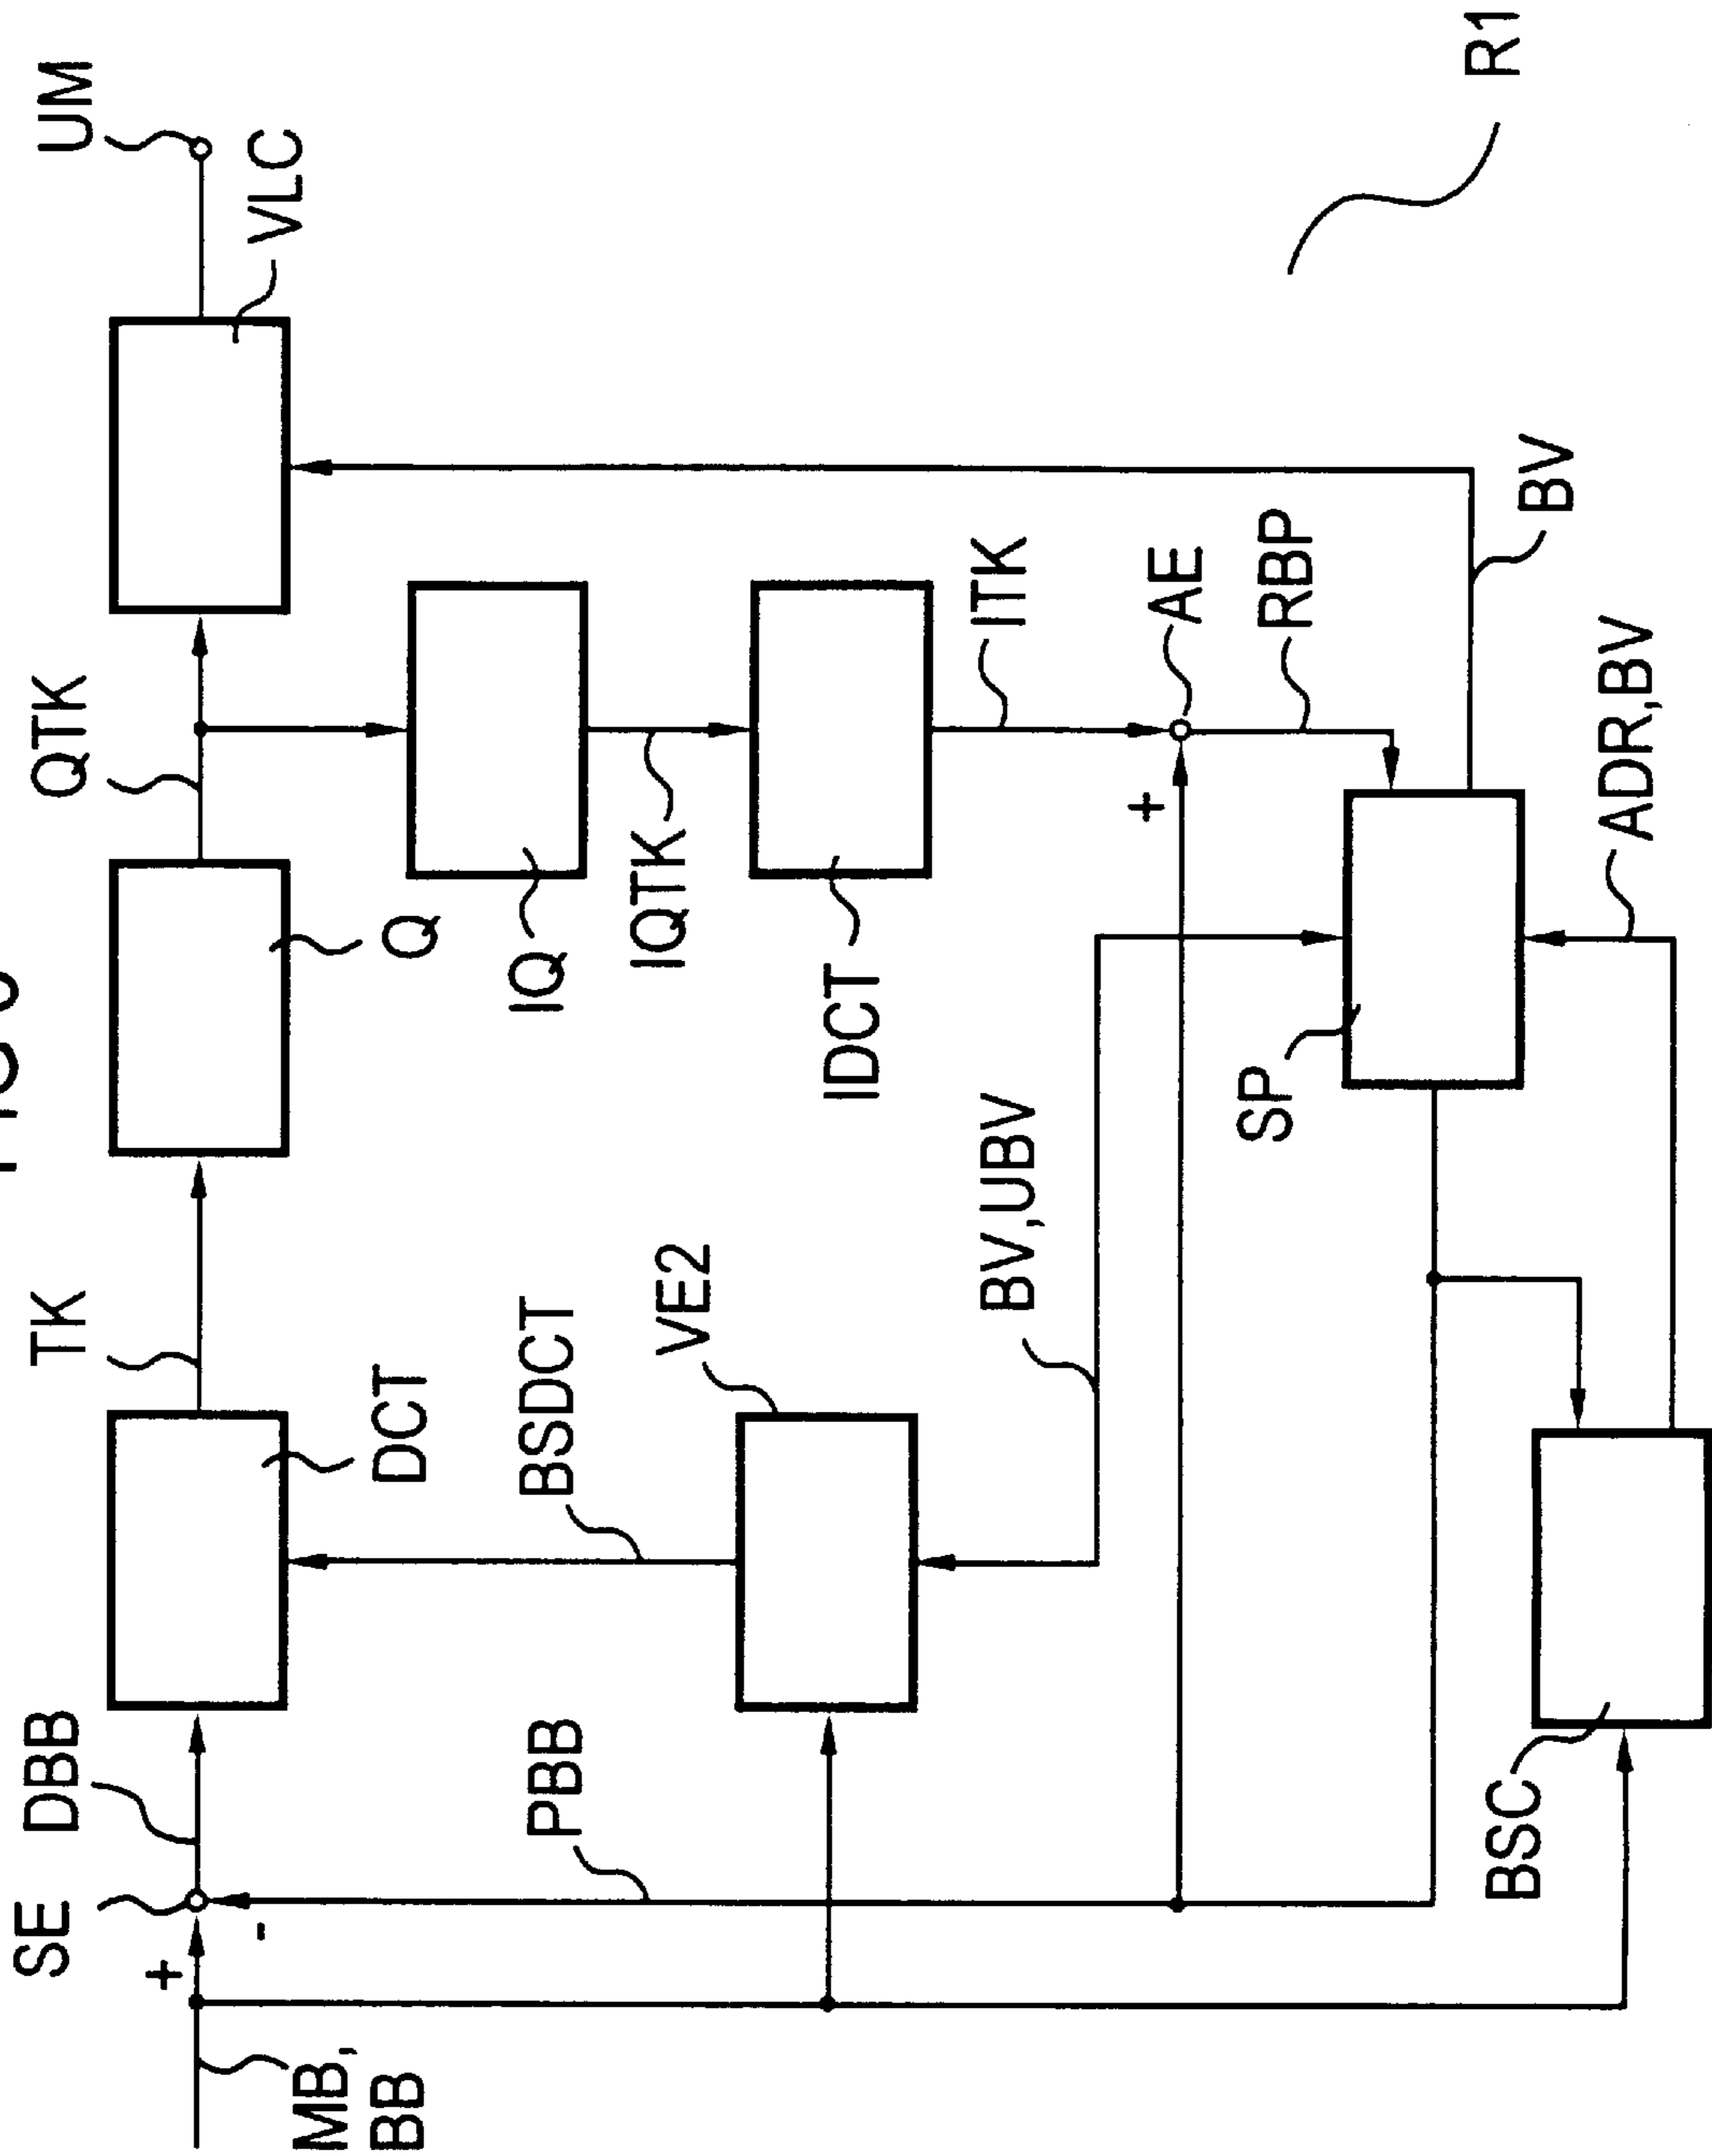 SE
DBB
TK
QTK
UM
+
-
MB,
BB
DCT
Q
VLC
PBB
BSDCT
VE2
IQ
IQTK
IDCT
ITK
BV,UBV
+
AE
RBP
SP
BSC
ADR,BV
BV
R1